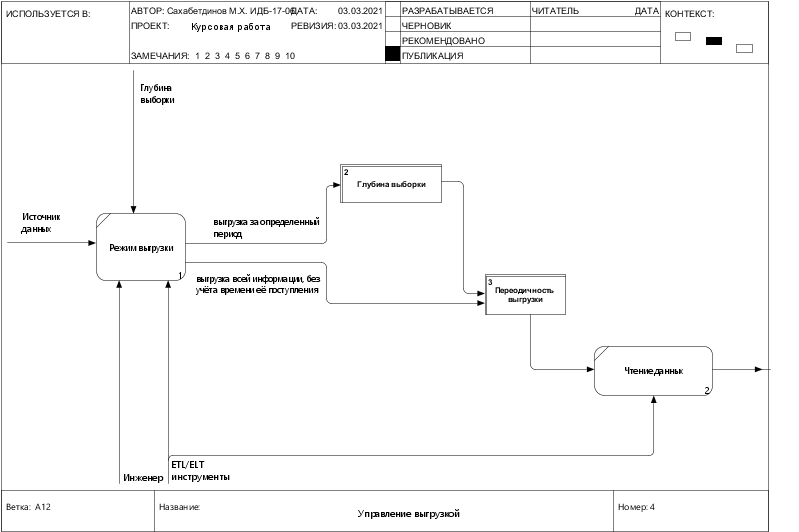 ИСПОЛЬЗУЕТСЯ В:
АВТОР: Сахабетдинов М.Х. ИДБ-17-06
ДАТА: 03.03.2021
ПРОЕКТ: Курсовая работа
РЕВИЗИЯ: 03.03.2021
ЗАМЕЧАНИЯ: 1 2 3 4 5 6 7 8 9 10
РАЗРАБАТЫВАЕТСЯ
ЧЕРНОВИК
РЕКОМЕНДОВАНО
ПУБЛИКАЦИЯ
ЧИТАТЕЛЬ ДАТА
КОНТЕКСТ:
Глубина
выборки
2
Глубина выборки
Источник
данных
выгрузка за определенный
период
Режим выгрузки
1
выгрузка всей информации, без
учёта времени её поступления
3
Переодичность
выгрузки
Чтение данных
2
ETL/ELT
инструменты
Инженер
Ветка: A12
Название:
Управление выгрузкой
Номер: 4